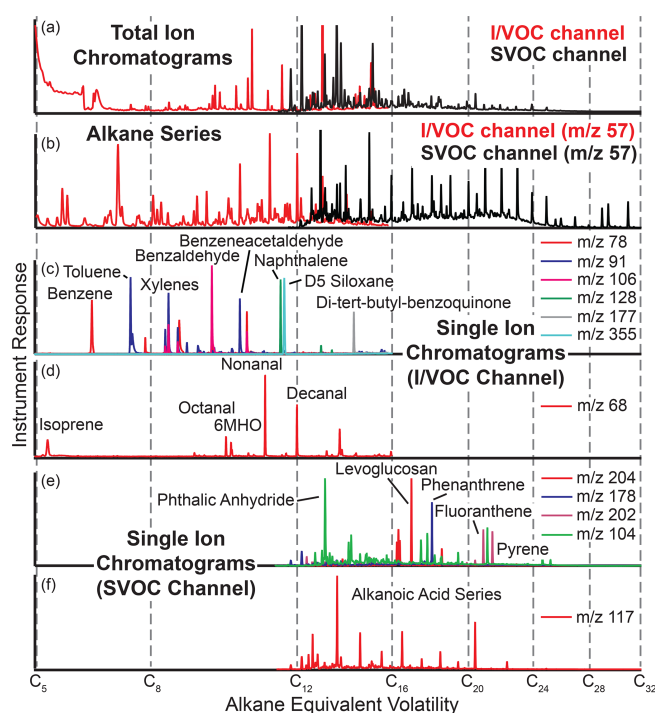 (a)
Total Ion
Chromatograms
I/VOC channel
SVOC channel
(b)
Alkane Series
I/VOC channel (m/z 57)
SVOC channel (m/z 57)
Instrument Response
(c)
Benzene
Toluene
Xylenes
Benzaldehyde
Benzeneacetaldehyde
Naphthalene
D5 Siloxane
Di-tert-butyl-benzoquinone
m/z 78
m/z 91
m/z 106
m/z 128
m/z 177
m/z 355
Single Ion
Chromatograms
(I/VOC Channel)
(d)
Isoprene
Octanal
6MHO
Nonanal
Decanal
m/z 68
(e)
Phthalic Anhydride
Levoglucosan
Phenanthrene
Fluoranthene
Pyrene
m/z 204
m/z 178
m/z 202
m/z 104
Single Ion
Chromatograms
(SVOC Channel)
(f)
Alkanoic Acid Series
m/z 117
C₅ C₈ C₁₂ C₁₆ C₂₀ C₂₄ C₂₈ C₃₂
Alkane Equivalent Volatility